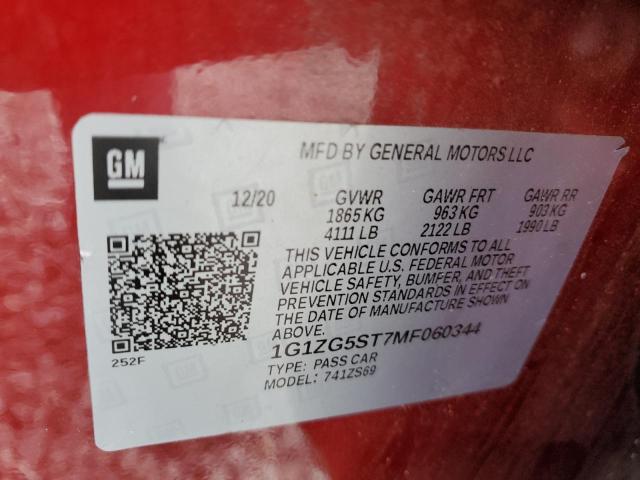 GM
MFD BY GENERAL MOTORS LLC
12/20 GVWR GAWR FRT GAWR RR
1865 KG 963 KG 903 KG
4111 LB 2122 LB 1990 LB
THIS VEHICLE CONFORMS TO ALL
APPLICABLE U.S. FEDERAL MOTOR
VEHICLE SAFETY, BUMPER, AND THEFT
PREVENTION STANDARDS IN EFFECT ON
THE DATE OF MANUFACTURE SHOWN
ABOVE.
252F
1G1ZG5ST7MF060344
TYPE: PASS CAR
MODEL: 741ZS69